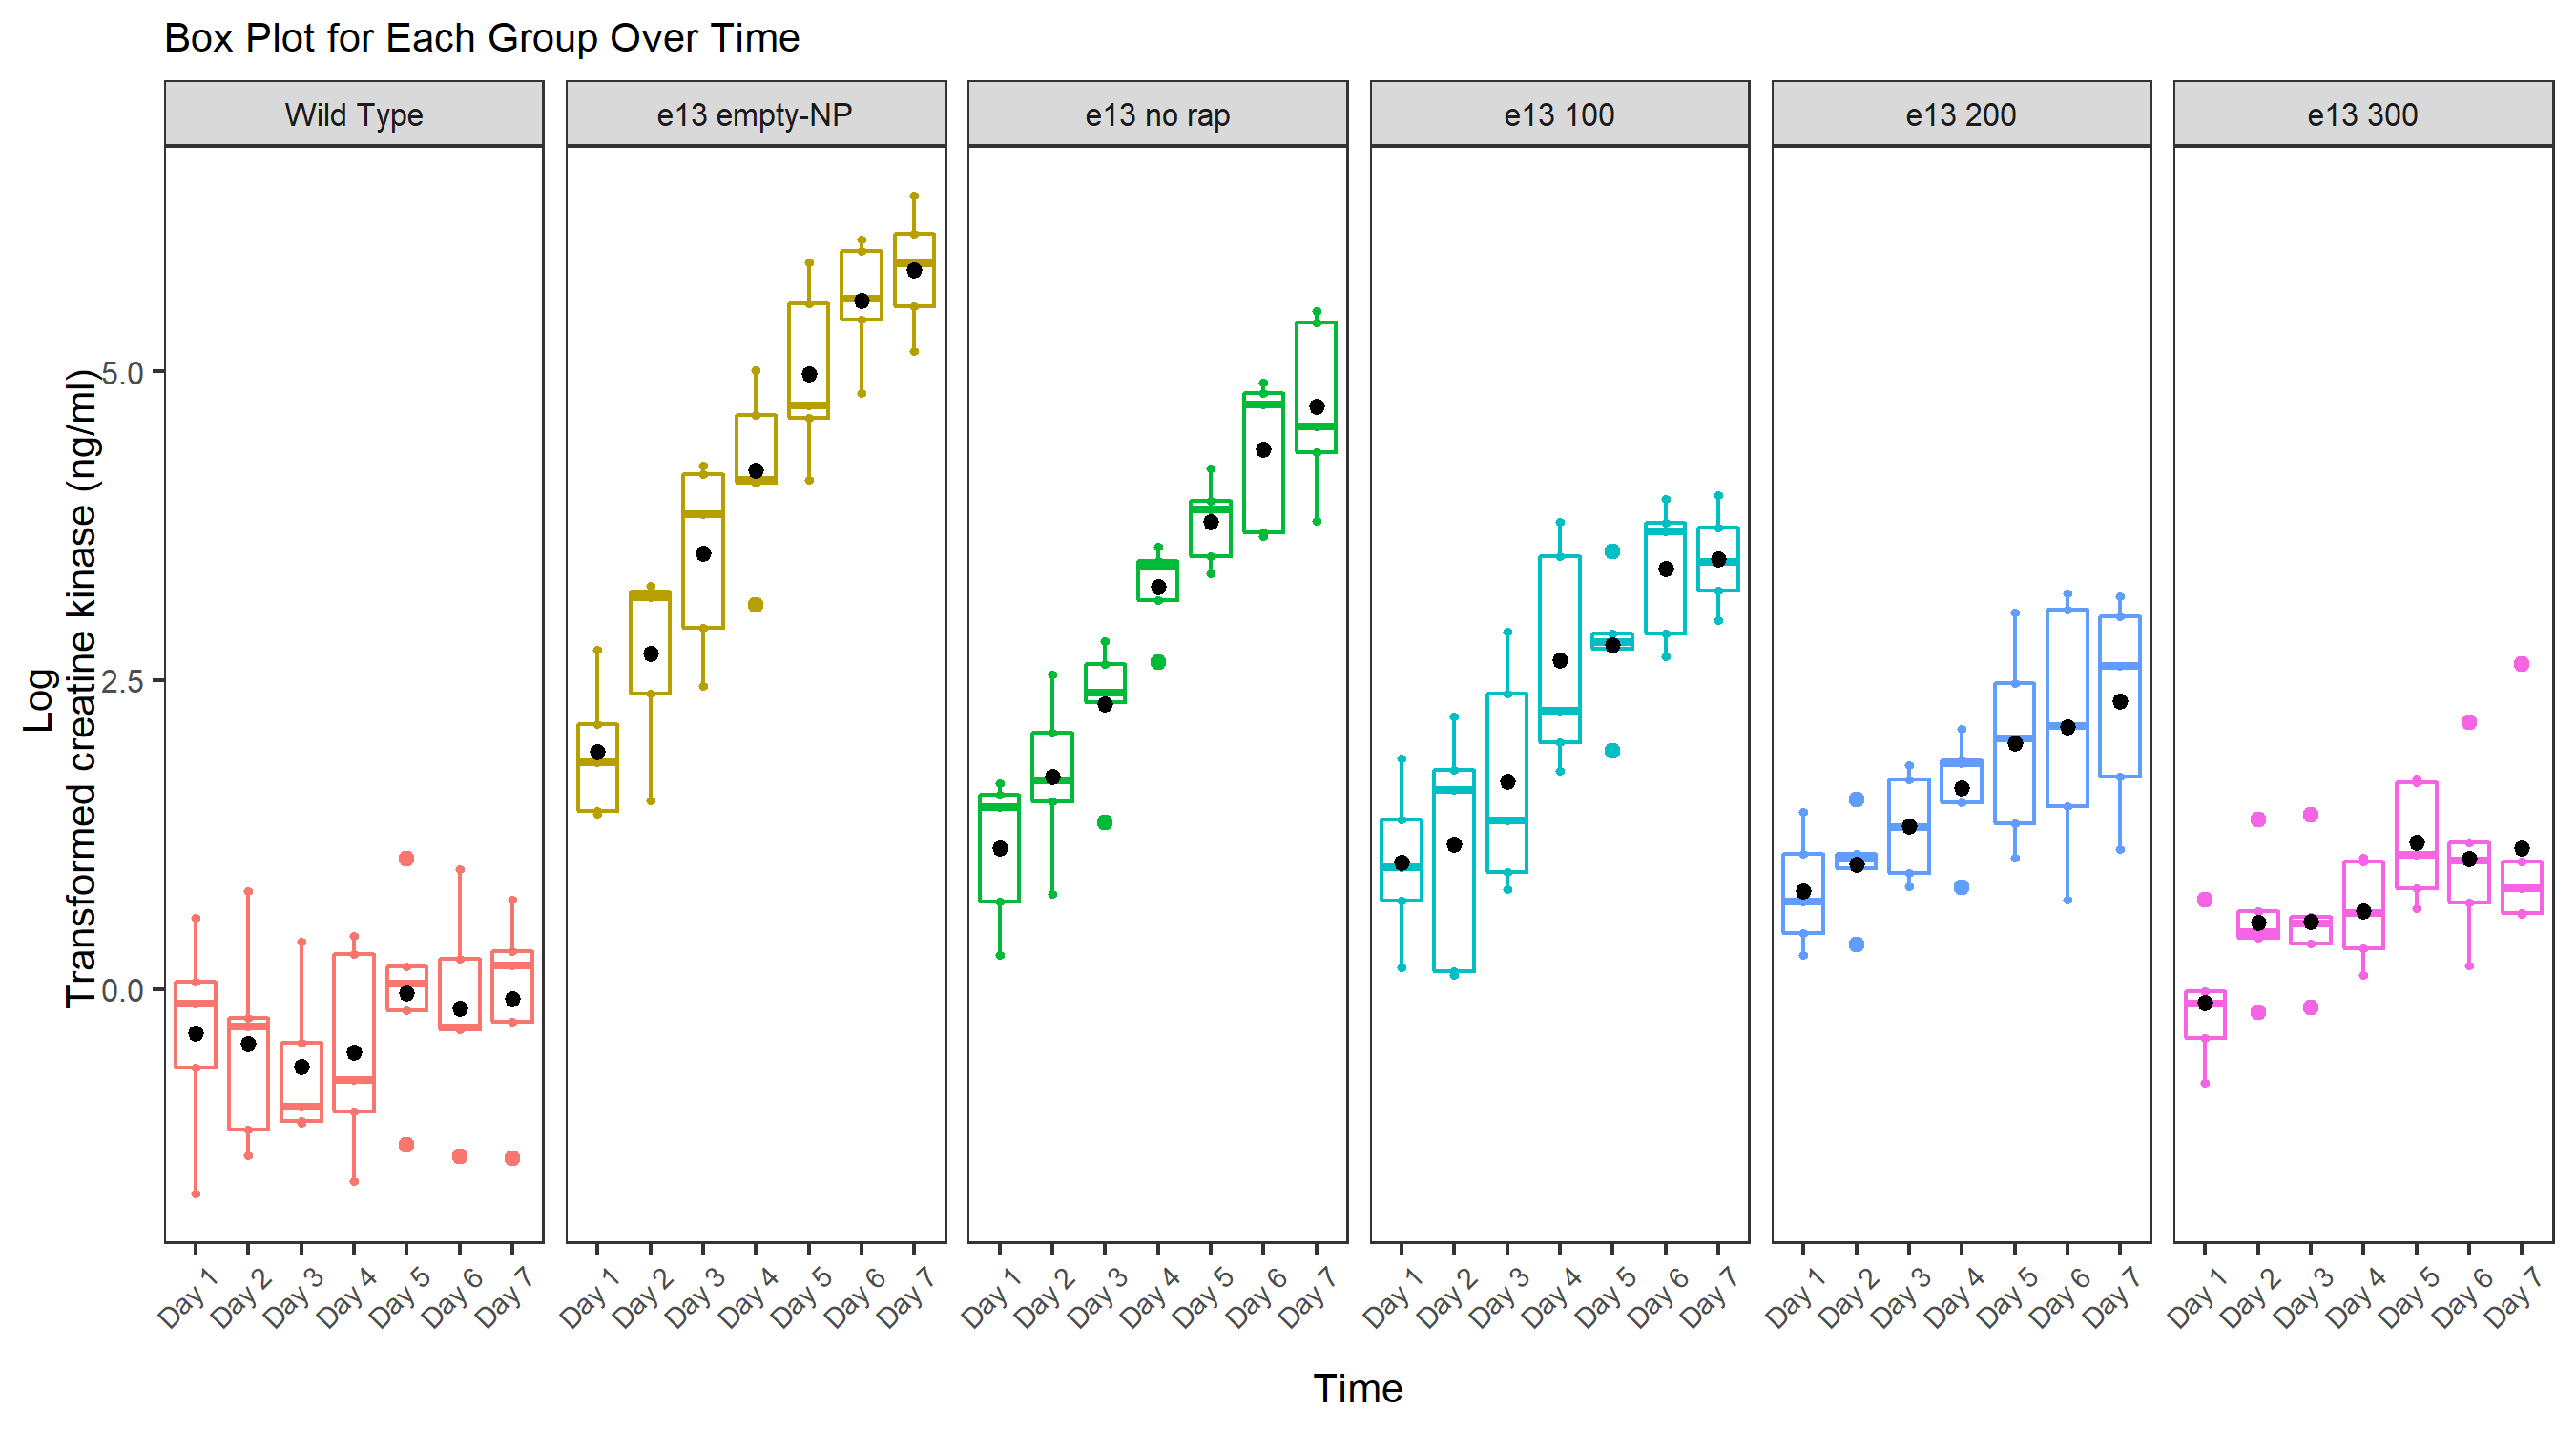 Box Plot for Each Group Over Time
Wild Type
e13 empty-NP
e13 no rap
e13 100
e13 200
e13 300
Log
Transformed creatine kinase (ng/ml)
5.0
2.5
0.0
Day 1 Day 2 Day 3 Day 4 Day 5 Day 6 Day 7
Day 1 Day 2 Day 3 Day 4 Day 5 Day 6 Day 7
Day 1 Day 2 Day 3 Day 4 Day 5 Day 6 Day 7
Day 1 Day 2 Day 3 Day 4 Day 5 Day 6 Day 7
Day 1 Day 2 Day 3 Day 4 Day 5 Day 6 Day 7
Day 1 Day 2 Day 3 Day 4 Day 5 Day 6 Day 7
Time